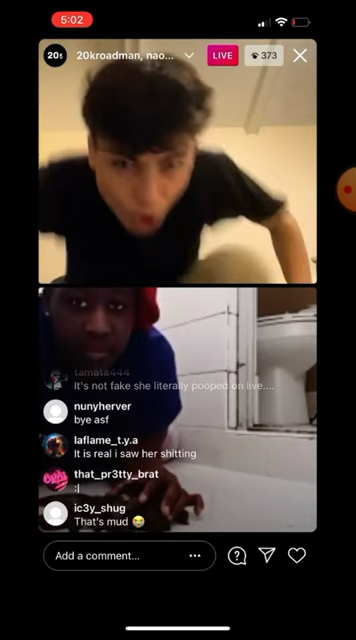 5:02
20s
20kroadman, nao...
LIVE
373
tamata444
It's not fake she literally pooped on live....
nunyherver
bye asf
laflame_t.y.a
It is real i saw her shitting
that_pr3tty_brat
:|
ic3y_shug
That's mud 😂
Add a comment...